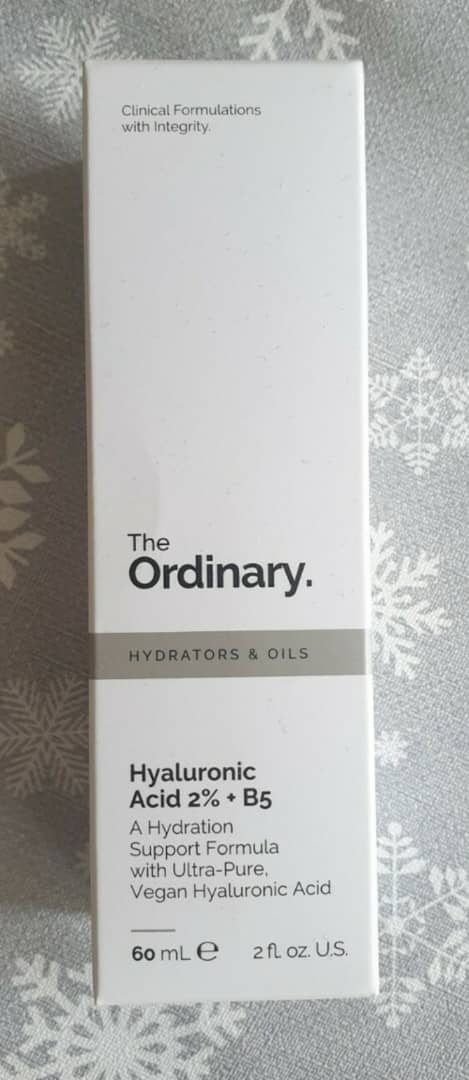 Clinical Formulations
with Integrity.
The
Ordinary.
HYDRATORS & OILS
Hyaluronic
Acid 2% + B5
A Hydration
Support Formula
with Ultra-Pure,
Vegan Hyaluronic Acid
60 mL ℮ 2 fl. oz. U.S.